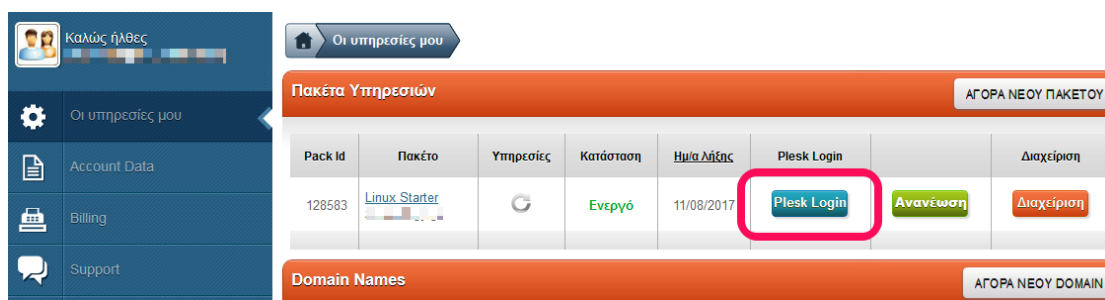 Καλώς ήλθες
Οι υπηρεσίες μου
Account Data
Billing
Support
Οι υπηρεσίες μου
Πακέτα Υπηρεσιών
ΑΓΟΡΑ ΝΕΟΥ ΠΑΚΕΤΟΥ
Pack Id Πακέτο Υπηρεσίες Κατάσταση Ημ/α Λήξης Plesk Login Διαχείριση
128583 Linux Starter Ενεργό 11/08/2017 Plesk Login Ανανέωση Διαχείριση
Domain Names
ΑΓΟΡΑ ΝΕΟΥ DOMAIN